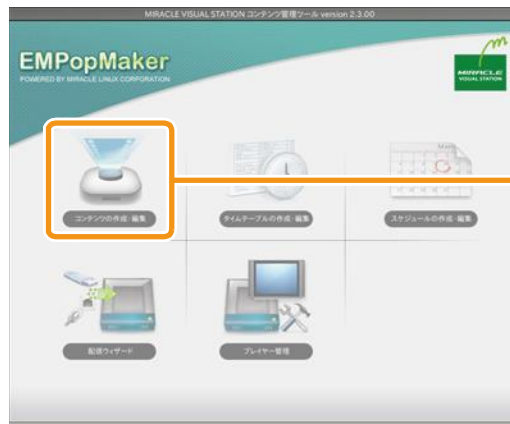 MIRACLE VISUAL STATION コンテンツ管理ツール version 2.3.00
EMPopMaker
POWERED BY MIRACLE LINUX CORPORATION
m
MIRACLE
VISUAL STATION
コンテンツの作成・編集
タイムテーブルの作成・編集
スケジュールの作成・編集
配信ウィザード
プレイヤー管理